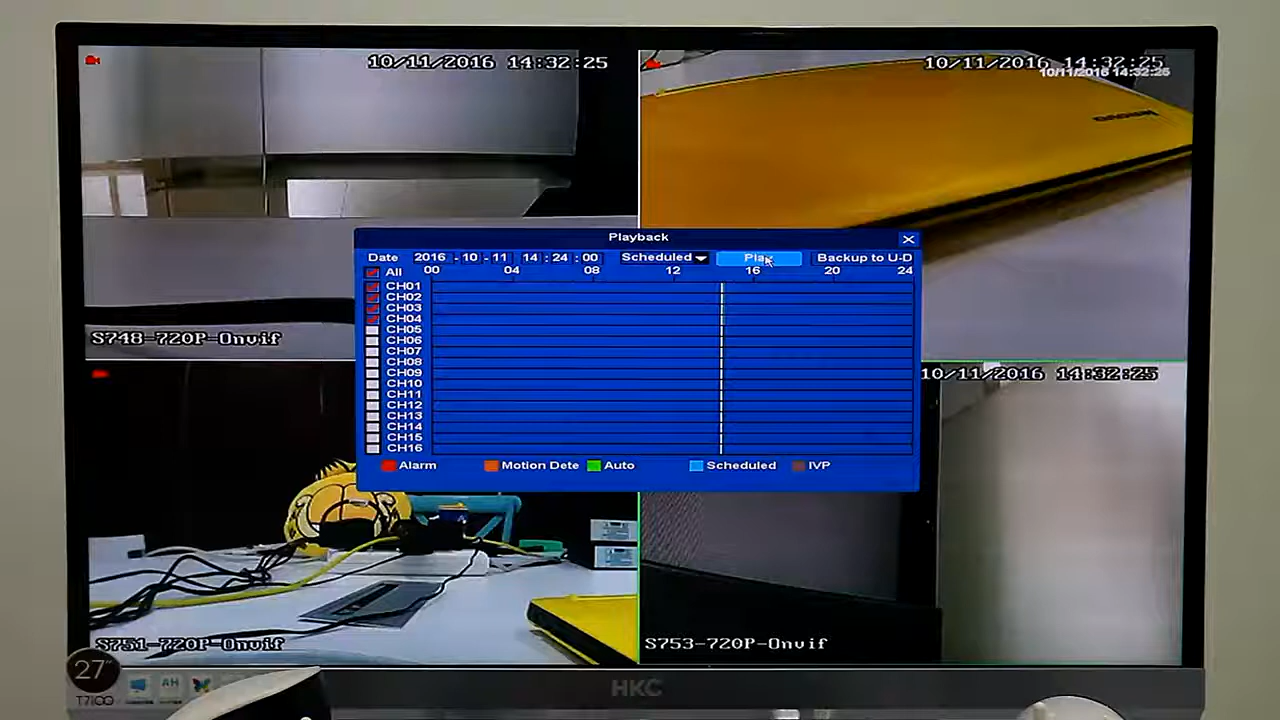 10/11/2016 14:32:25
10/11/2016 14:32:25
10/11/2016 14:32:25
lenovo
Playback
Date 2016 - 10 - 11 14 : 24 : 00 Scheduled Play Backup to U-D
All 00 04 08 12 16 20 24
CH01
CH02
CH03
CH04
CH05
CH06
CH07
CH08
CH09
CH10
CH11
CH12
CH13
CH14
CH15
CH16
Alarm Motion Dete Auto Scheduled IVP
S748-720P-Onvif
10/11/2016 14:32:25
S751-720P-Onvif
S753-720P-Onvif
27"
T7100
AH
HKC